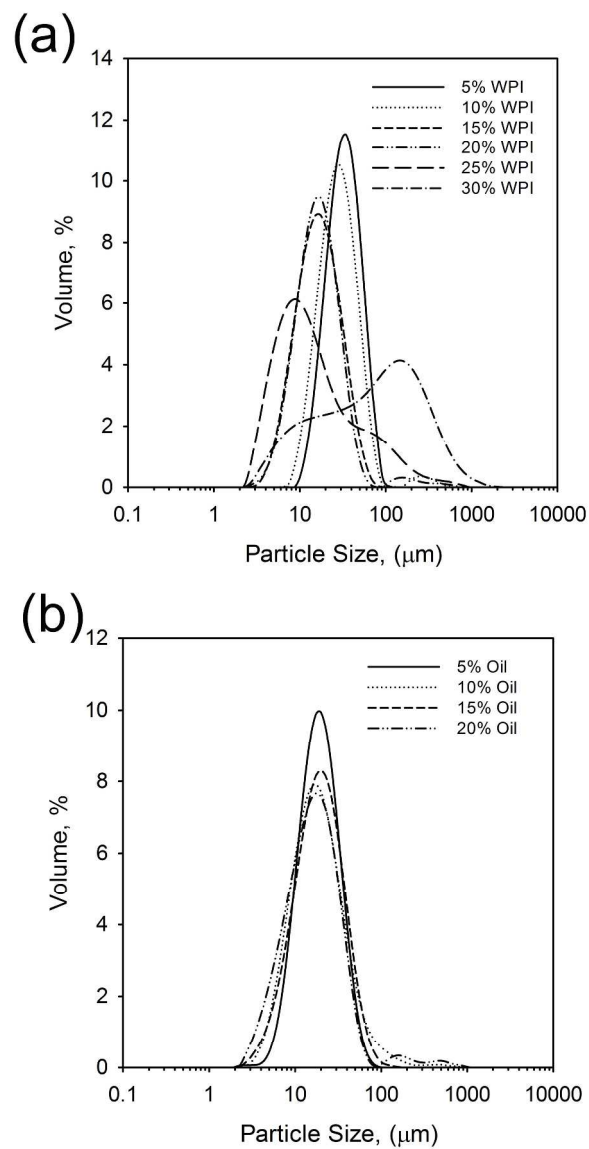 (a)
14
12
10
8
6
4
2
0
Volume, %
5% WPI
10% WPI
15% WPI
20% WPI
25% WPI
30% WPI
0.1 1 10 100 1000 10000
Particle Size, (μm)
(b)
12
10
8
6
4
2
0
Volume, %
5% Oil
10% Oil
15% Oil
20% Oil
0.1 1 10 100 1000 10000
Particle Size, (μm)